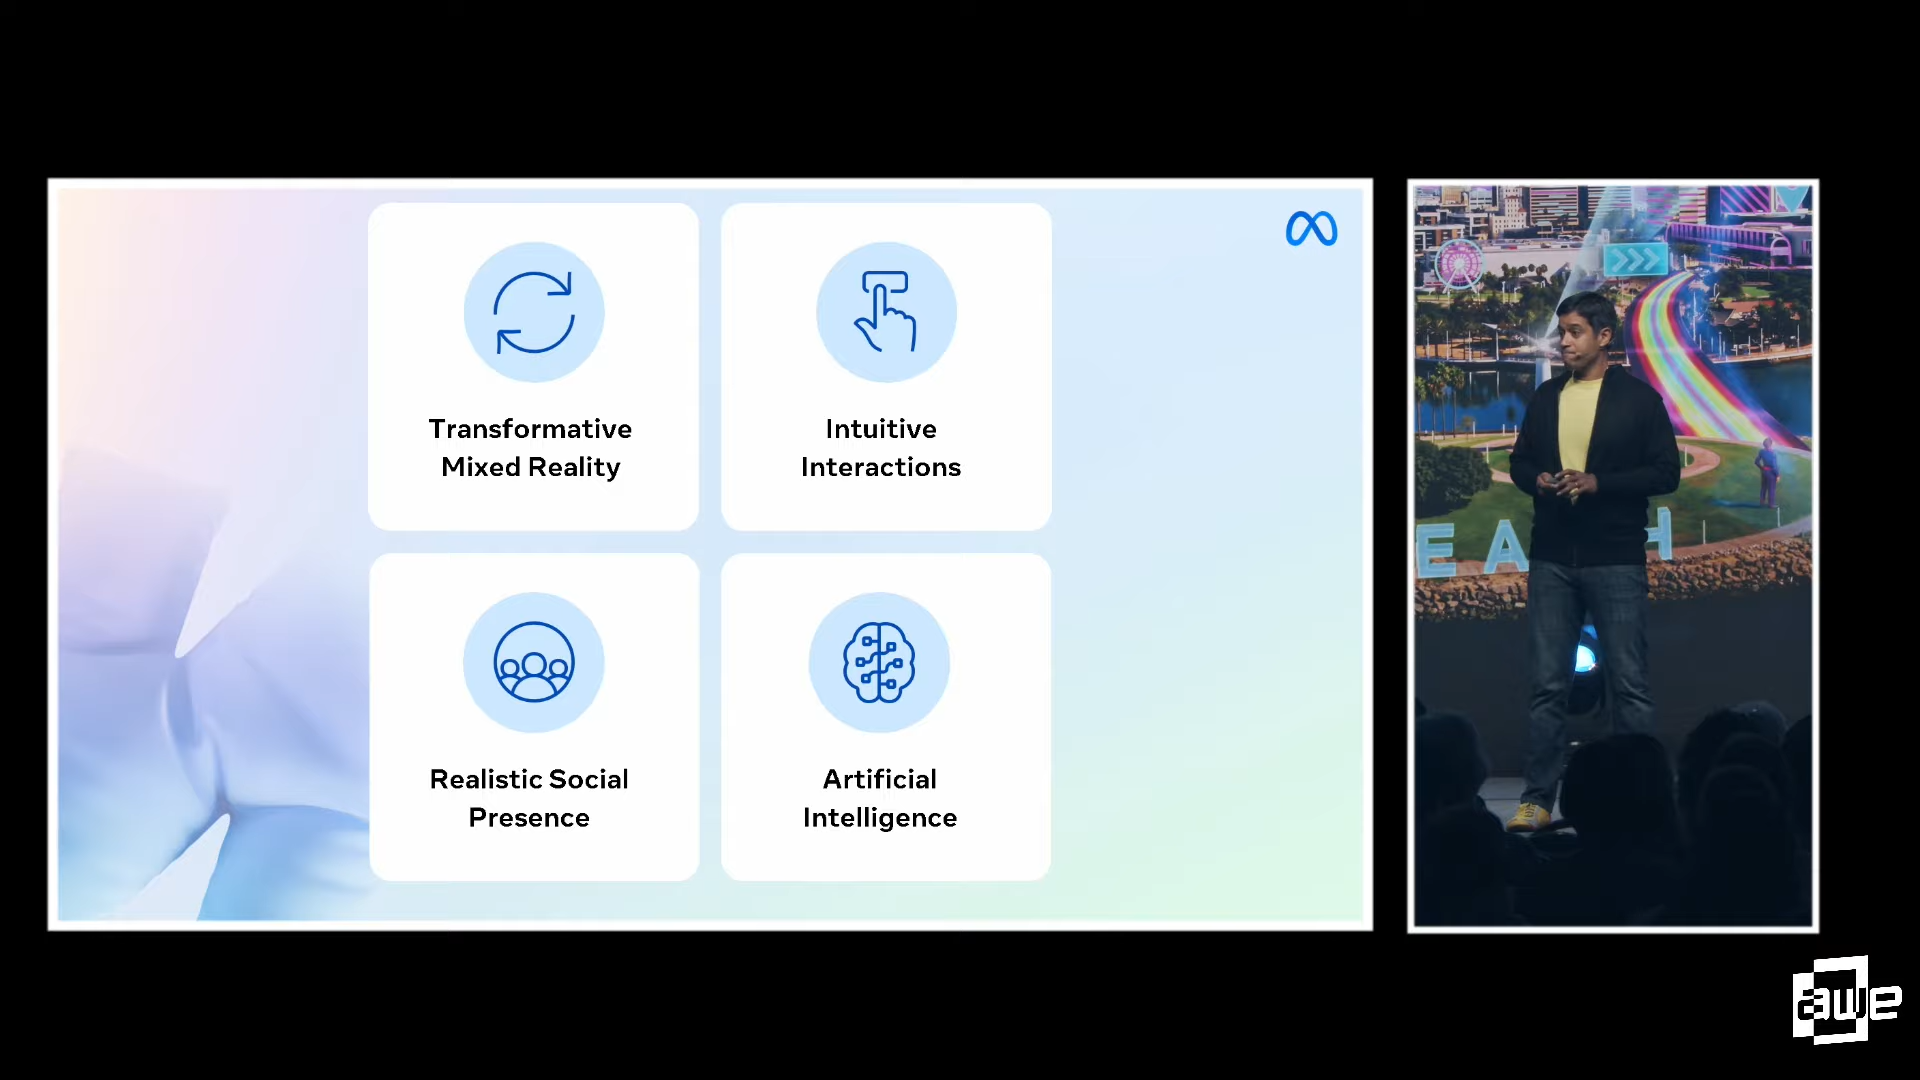 Transformative
Mixed Reality
Intuitive
Interactions
Realistic Social
Presence
Artificial
Intelligence
awe